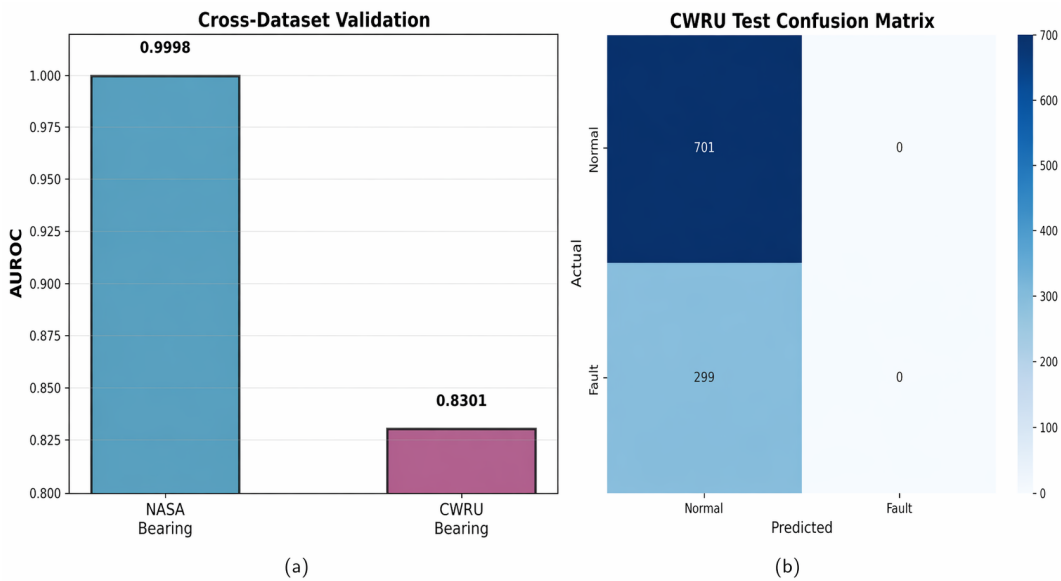 Cross-Dataset Validation
0.9998
1.000
0.975
0.950
0.925
0.900
0.875
0.850
0.825
0.800
AUROC
0.8301
NASA
Bearing
CWRU
Bearing
(a)
CWRU Test Confusion Matrix
Actual
Normal
Fault
701
0
299
0
Normal
Fault
Predicted
700
600
500
400
300
200
100
0
(b)